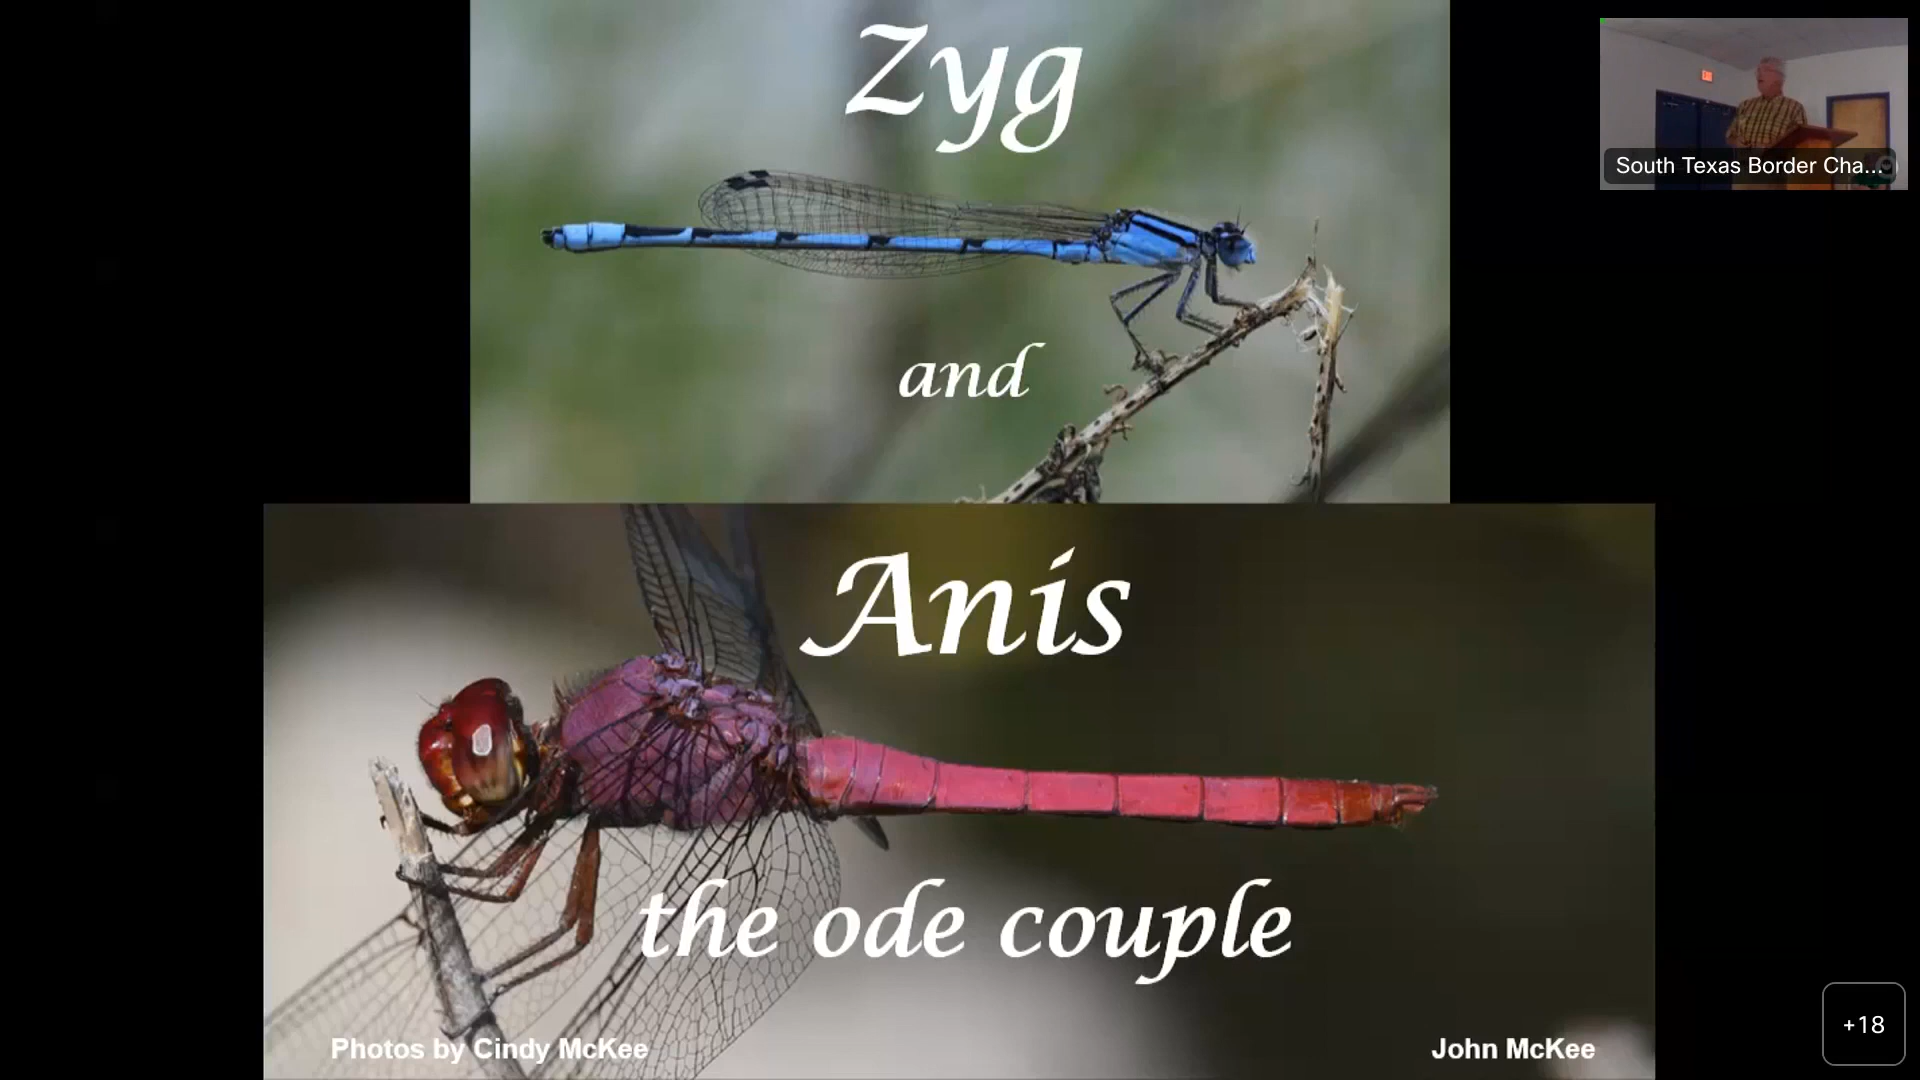 Zyg
and
Anis
the ode couple
Photos by Cindy McKee
John McKee
South Texas Border Cha...
+18